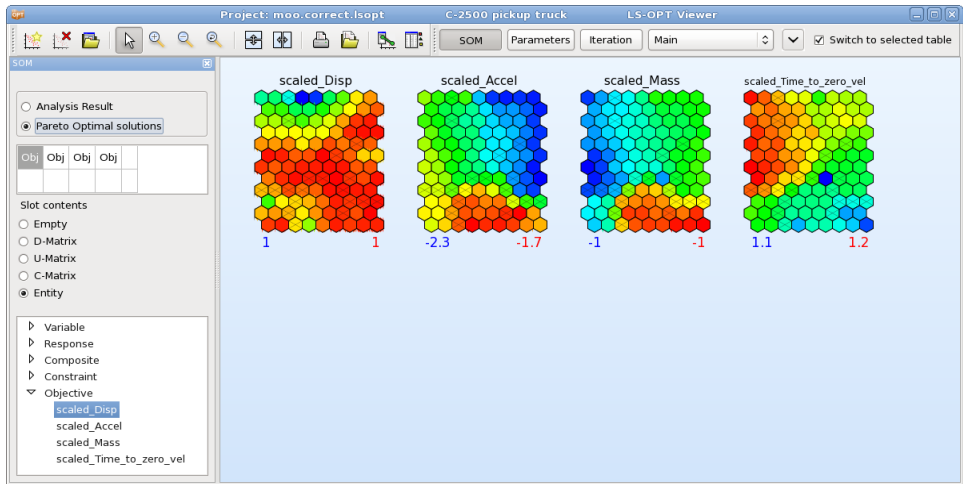 OPT Project: moo.correct.lsopt C-2500 pickup truck LS-OPT Viewer
SOM Parameters Iteration Main Switch to selected table
SOM
Analysis Result
Pareto Optimal solutions
Obj Obj Obj Obj
Slot contents
Empty
D-Matrix
U-Matrix
C-Matrix
Entity
Variable
Response
Composite
Constraint
Objective
scaled_Disp
scaled_Accel
scaled_Mass
scaled_Time_to_zero_vel
scaled_Disp scaled_Accel scaled_Mass scaled_Time_to_zero_vel
1 1 -2.3 -1.7 -1 -1 1.1 1.2